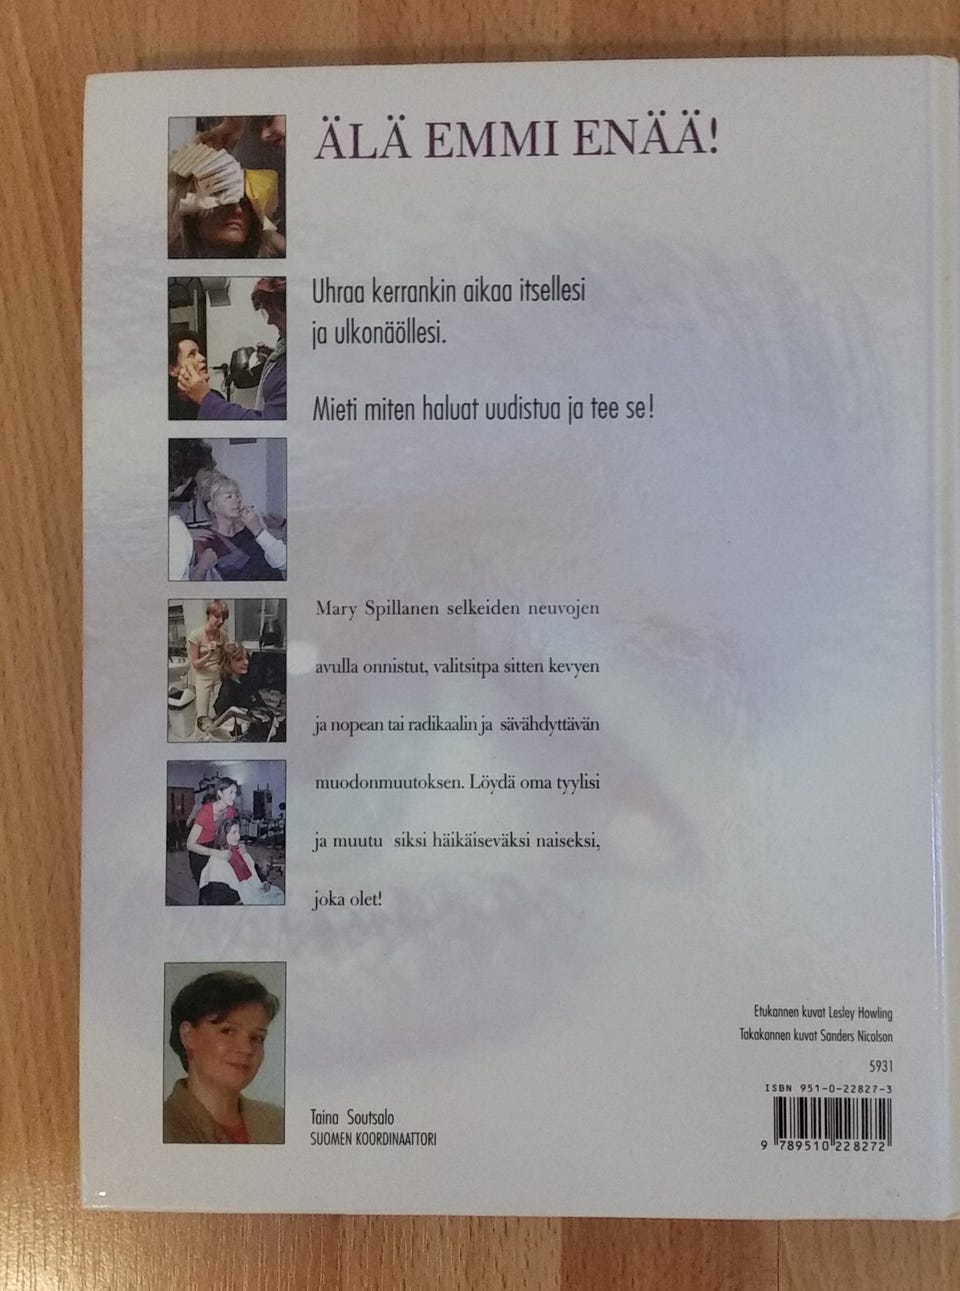 ÄLÄ EMMI ENÄÄ!
Uhraa kerrankin aikaa itsellesi
ja ulkonäöllesi.
Mieti miten haluat uudistua ja tee se!
Mary Spillanen selkeiden neuvojen
avulla onnistut, valitsitpa sitten kevyen
ja nopean tai radikaalin ja sävähdyttävän
muodonmuutoksen. Löydä oma tyylisi
ja muutu siksi häikäiseväksi naiseksi,
joka olet!
Taina Soutsalo
SUOMEN KOORDINAATTORI
Etukannen kuvat Lesley Howling
Takakannen kuvat Sanders Nicolson
5931
ISBN 951-0-22827-3
9 789510 228272